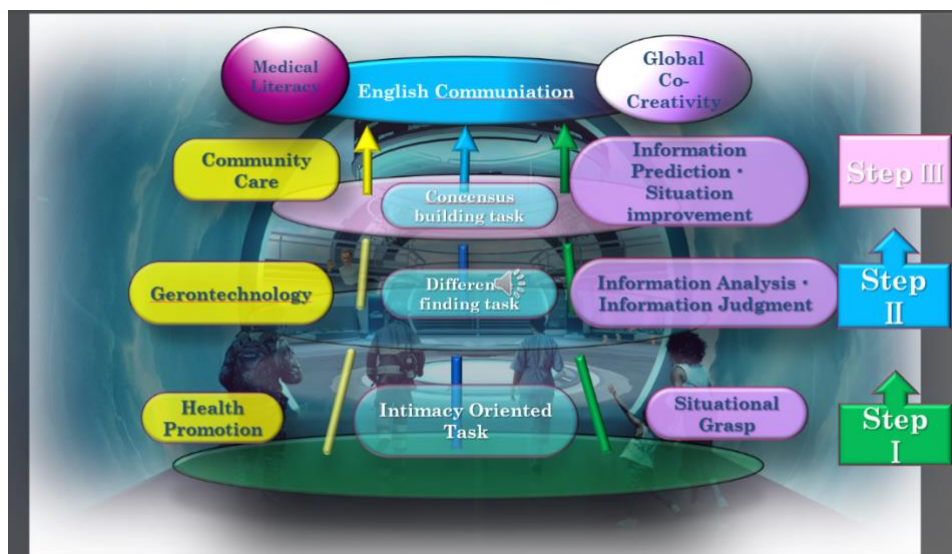 Medical
Literacy
English Communiation
Global
Co-
Creativity
Community
Care
Concensus
building task
Information
Prediction・
Situation
improvement
Step III
Gerontechnology
Differen
finding task
Information Analysis・
Information Judgment
Step
II
Health
Promotion
Intimacy Oriented
Task
Situational
Grasp
Step
I